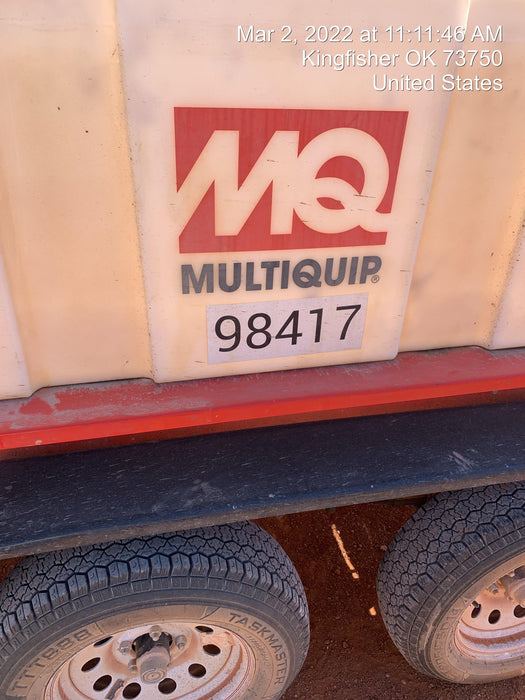 Mar 2, 2022 at 11:11:46 AM
Kingfisher OK 73750
United States
MQ
MULTIQUIP®
98417
TASKMASTER